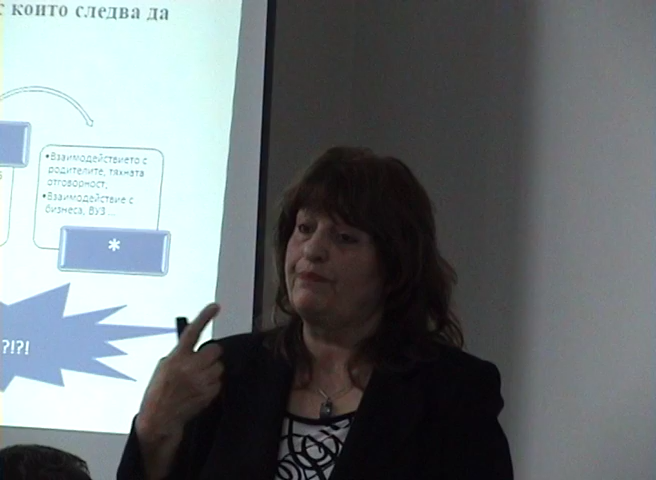 които следва да
•Взаимодействието с
родителите, тяхната
отговорност,
•Взаимодействие с
бизнеса, ВУЗ ...
*
?!?!